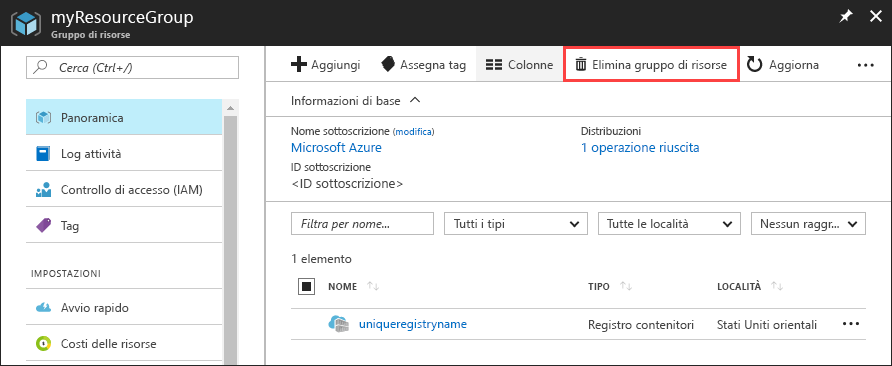 myResourceGroup
Gruppo di risorse
Cerca (Ctrl+/)
Panoramica
Log attività
Controllo di accesso (IAM)
Tag
IMPOSTAZIONI
Avvio rapido
Costi delle risorse
Aggiungi Assegna tag Colonne Elimina gruppo di risorse Aggiorna ...
Informazioni di base
Nome sottoscrizione (modifica)
Microsoft Azure
ID sottoscrizione
<ID sottoscrizione>
Distribuzioni
1 operazione riuscita
Filtra per nome... Tutti i tipi Tutte le località Nessun raggr...
1 elemento
NOME TIPO LOCALITÀ
uniqueregistryname Registro contenitori Stati Uniti orientali ...